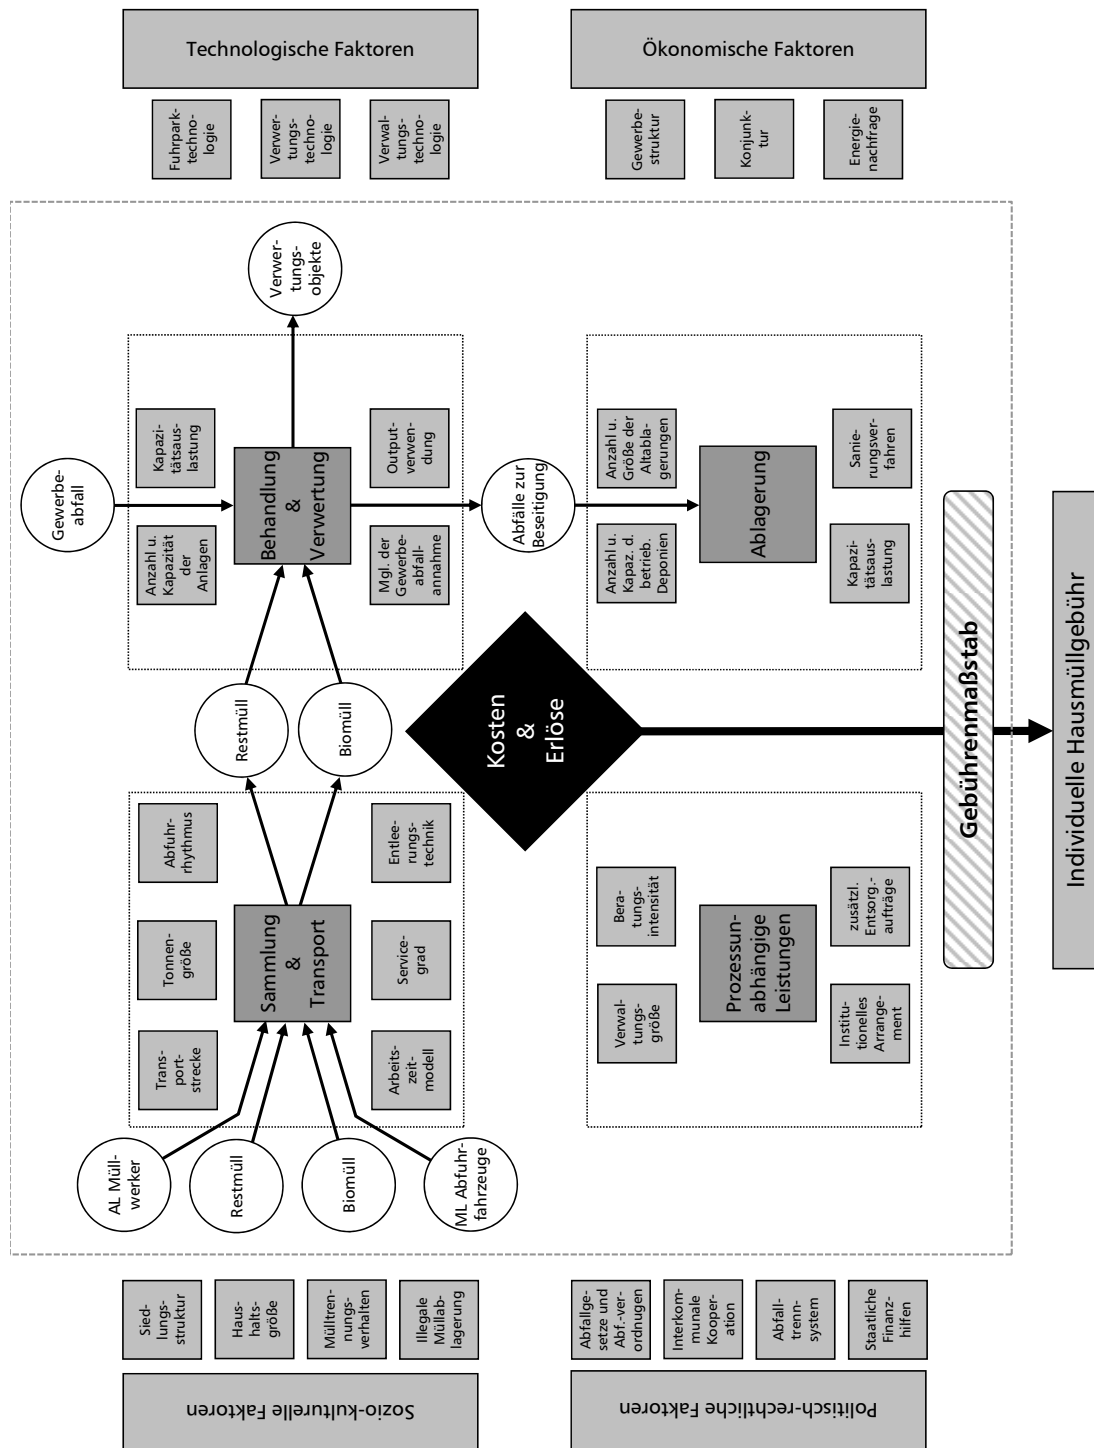 Technologische Faktoren
Ökonomische Faktoren
Fuhrpark-
techno-
logie
Verwer-
tungs-
techno-
logie
Verwal-
tungs-
techno-
logie
Gewerbe-
struktur
Konjunk-
tur
Energie-
nachfrage
Verwer-
tungs-
objekte
Gewerbe-
abfall
Kapazi-
tätsaus-
lastung
Anzahl u.
Kapazität
der
Anlagen
Behandlung
&
Verwertung
Outputver-
wendung
Mgl. der
Gewerbe-
abfall-
annahme
Abfälle zur
Beseitigung
Anzahl u.
Größe der
Altabla-
gerungen
Anzahl u.
Kapaz. d.
betrieb.
Deponien
Ablagerung
Sanie-
rungsver-
fahren
Kapazi-
tätsaus-
lastung
Restmüll
Biomüll
Kosten
&
Erlöse
Abfuhr-
rhythmus
Tonnen-
größe
Trans-
port-
strecke
Sammlung
&
Transport
Entlee-
rungs-
technik
Service-
grad
Arbeits-
zeit-
modell
Bera-
tungs-
intensität
Verwal-
tungs-
größe
Prozessun-
abhängige
Leistungen
zusätzl.
Entsorg.-
aufträge
Institu-
tionelles
Arrange-
ment
Gebührenmaßstab
Individuelle Hausmüllgebühr
AL Müll-
werker
Restmüll
Biomüll
ML Abfuhr-
fahrzeuge
Sied-
lungs-
struktur
Haus-
halts-
größe
Mülltren-
nungs-
verhalten
Illegale
Müllab-
lagerung
Abfallge-
setze und
Abf.-ver-
ordnugen
Interkom-
munale
Kooper-
ation
Abfall-
trenn-
system
Staatliche
Finanz-
hilfen
Sozio-kulturelle Faktoren
Politisch-rechtliche Faktoren